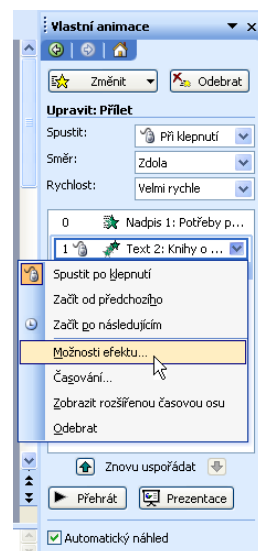 Vlastní animace
Změnit
Odebrat
Upravit: Přílet
Spustit:
Při klepnutí
Směr:
Zdola
Rychlost:
Velmi rychle
0 Nadpis 1: Potřeby p...
1 Text 2: Knihy o ...
Spustit po klepnutí
Začít od předchozího
Začít po následujícím
Možnosti efektu...
Časování...
Zobrazit rozšířenou časovou osu
Odebrat
Znovu uspořádat
Přehrát
Prezentace
Automatický náhled